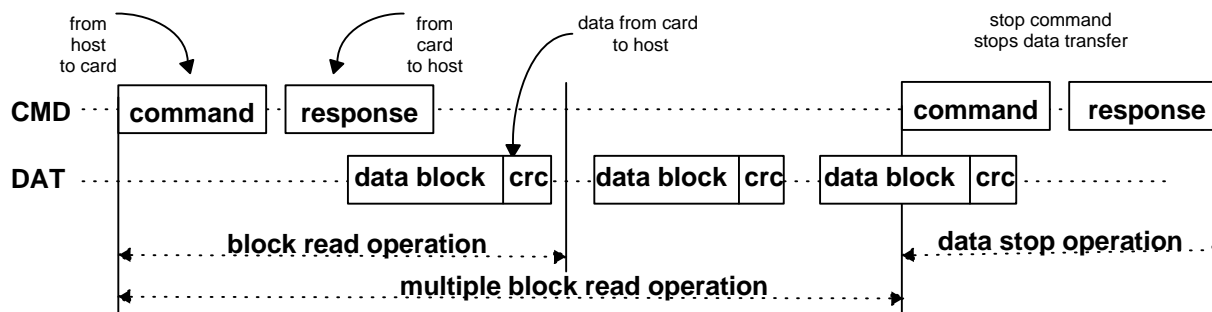 from
host
to card
from
card
to host
data from card
to host
stop command
stops data transfer
CMD command response command response
DAT data block crc data block crc data block crc
block read operation data stop operation
multiple block read operation